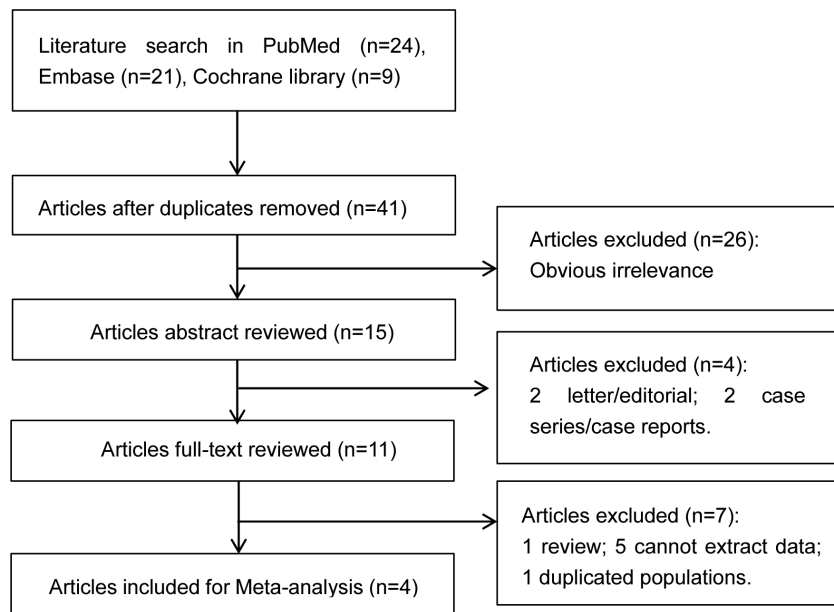 Literature search in PubMed (n=24),
Embase (n=21), Cochrane library (n=9)
Articles after duplicates removed (n=41)
Articles excluded (n=26):
Obvious irrelevance
Articles abstract reviewed (n=15)
Articles excluded (n=4):
2 letter/editorial; 2 case
series/case reports.
Articles full-text reviewed (n=11)
Articles excluded (n=7):
1 review; 5 cannot extract data;
1 duplicated populations.
Articles included for Meta-analysis (n=4)